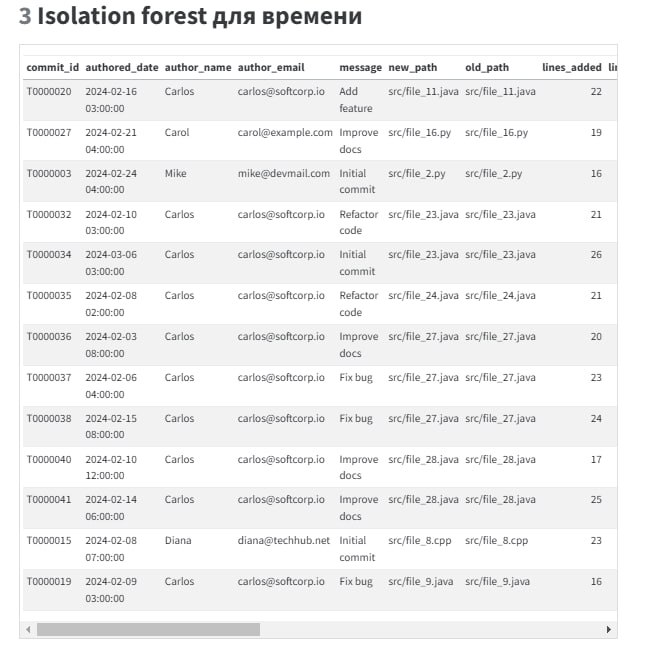 3 Isolation forest для времени
commit_id authored_date author_name author_email message new_path old_path lines_added lin
T0000020 2024-02-16 Carlos carlos@softcorp.io Add src/file_11.java src/file_11.java 22
03:00:00 feature
T0000027 2024-02-21 Carol carol@example.com Improve src/file_16.py src/file_16.py 19
04:00:00 docs
T0000003 2024-02-24 Mike mike@devmail.com Initial src/file_2.py src/file_2.py 16
04:00:00 commit
T0000032 2024-02-10 Carlos carlos@softcorp.io Refactor src/file_23.java src/file_23.java 21
03:00:00 code
T0000034 2024-03-06 Carlos carlos@softcorp.io Initial src/file_23.java src/file_23.java 26
03:00:00 commit
T0000035 2024-02-08 Carlos carlos@softcorp.io Refactor src/file_24.java src/file_24.java 21
02:00:00 code
T0000036 2024-02-03 Carlos carlos@softcorp.io Improve src/file_27.java src/file_27.java 20
08:00:00 docs
T0000037 2024-02-06 Carlos carlos@softcorp.io Fix bug src/file_27.java src/file_27.java 23
04:00:00
T0000038 2024-02-15 Carlos carlos@softcorp.io Fix bug src/file_27.java src/file_27.java 24
08:00:00
T0000040 2024-02-10 Carlos carlos@softcorp.io Improve src/file_28.java src/file_28.java 17
12:00:00 docs
T0000041 2024-02-14 Carlos carlos@softcorp.io Improve src/file_28.java src/file_28.java 25
06:00:00 docs
T0000015 2024-02-08 Diana diana@techhub.net Initial src/file_8.cpp src/file_8.cpp 23
07:00:00 commit
T0000019 2024-02-09 Carlos carlos@softcorp.io Fix bug src/file_9.java src/file_9.java 16
03:00:00